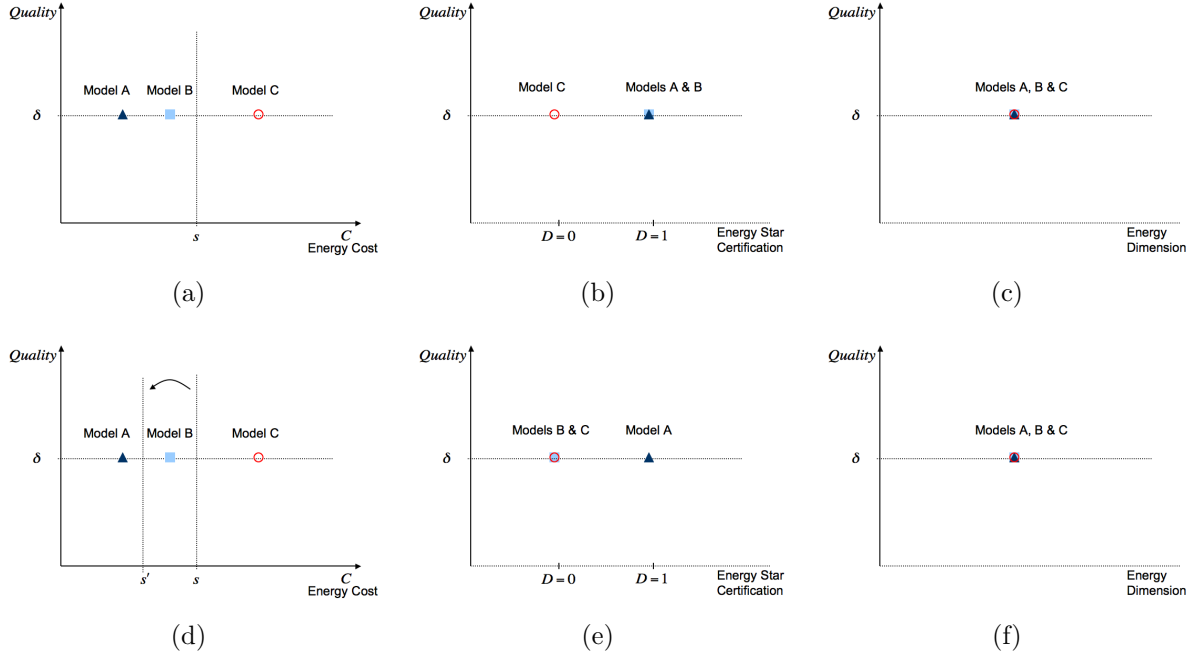 Quality
Model A
Model B
Model C
δ
s
C
Energy Cost
(a)
Quality
Model C
Models A & B
D = 0
D = 1
Energy Star
Certification
(b)
Quality
Models A, B & C
δ
Energy
Dimension
(c)
Quality
Model A
Model B
Model C
δ
s'
s
C
Energy Cost
(d)
Quality
Models B & C
Model A
δ
D = 0
D = 1
Energy Star
Certification
(e)
Quality
Models A, B & C
δ
Energy
Dimension
(f)